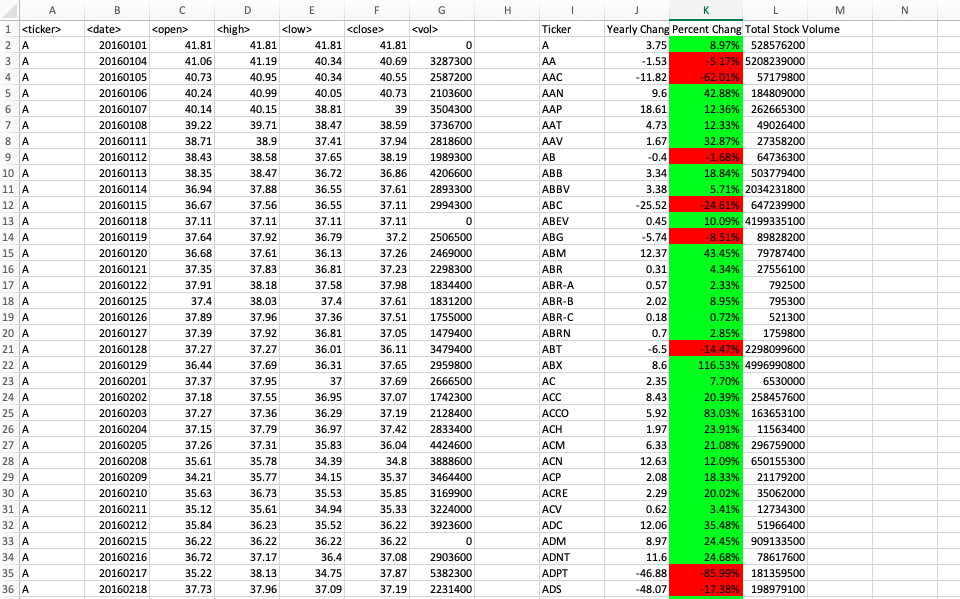 A B C D E F G H I J K L M N
1 <ticker> <date> <open> <high> <low> <close> <vol> Ticker Yearly Chang Percent Chang Total Stock Volume
2 A 20160101 41.81 41.81 41.81 41.81 0 A 3.75 8.97% 528576200
3 A 20160104 41.06 41.19 40.34 40.69 3287300 AA -1.53 -5.17% 5208239000
4 A 20160105 40.73 40.95 40.34 40.55 2587200 AAC -11.82 -62.01% 57179800
5 A 20160106 40.24 40.99 40.05 40.73 2103600 AAN 9.6 42.88% 184809000
6 A 20160107 40.14 40.15 38.81 39 3504300 AAP 18.61 12.36% 262665300
7 A 20160108 39.22 39.71 38.47 38.59 3736700 AAT 4.73 12.33% 49026400
8 A 20160111 38.71 38.9 37.41 37.94 2818600 AAV 1.67 32.87% 27358200
9 A 20160112 38.43 38.58 37.65 38.19 1989300 AB -0.4 -1.68% 64736300
10 A 20160113 38.35 38.47 36.72 36.86 4206600 ABB 3.34 18.84% 503779400
11 A 20160114 36.94 37.88 36.55 37.61 2893300 ABBV 3.38 5.71% 2034231800
12 A 20160115 36.67 37.56 36.55 37.11 2994300 ABC -25.52 -24.61% 647239900
13 A 20160118 37.11 37.11 37.11 37.11 0 ABEV 0.45 10.09% 4199335100
14 A 20160119 37.64 37.92 36.79 37.2 2506500 ABG -5.74 -8.51% 89828200
15 A 20160120 36.68 37.61 36.13 37.26 2469000 ABM 12.37 43.45% 79787400
16 A 20160121 37.35 37.83 36.81 37.23 2298300 ABR 0.31 4.34% 27556100
17 A 20160122 37.91 38.18 37.58 37.98 1834400 ABR-A 0.57 2.33% 792500
18 A 20160125 37.4 38.03 37.4 37.61 1831200 ABR-B 2.02 8.95% 795300
19 A 20160126 37.89 37.96 37.36 37.51 1755000 ABR-C 0.18 0.72% 521300
20 A 20160127 37.39 37.92 36.81 37.05 1479400 ABRN 0.7 2.85% 1759800
21 A 20160128 37.27 37.27 36.01 36.11 3479400 ABT -6.5 -14.47% 2298099600
22 A 20160129 36.44 37.69 36.31 37.65 2959800 ABX 8.6 116.53% 4996990800
23 A 20160201 37.37 37.95 37 37.69 2666500 AC 2.35 7.70% 6530000
24 A 20160202 37.18 37.55 36.95 37.07 1742300 ACC 8.43 20.39% 258457600
25 A 20160203 37.27 37.36 36.29 37.19 2128400 ACCO 5.92 83.03% 163653100
26 A 20160204 37.15 37.79 36.97 37.42 2833400 ACH 1.97 23.91% 11563400
27 A 20160205 37.26 37.31 35.83 36.04 4424600 ACM 6.33 21.08% 296759000
28 A 20160208 35.61 35.78 34.39 34.8 3888600 ACN 12.63 12.09% 650155300
29 A 20160209 34.21 35.77 34.15 35.37 3464400 ACP 2.08 18.33% 21179200
30 A 20160210 35.63 36.73 35.53 35.85 3169900 ACRE 2.29 20.02% 35062000
31 A 20160211 35.12 35.61 34.94 35.33 3224000 ACV 0.62 3.41% 12734300
32 A 20160212 35.84 36.23 35.52 36.22 3923600 ADC 12.06 35.48% 51966400
33 A 20160215 36.22 36.22 36.22 36.22 0 ADM 8.97 24.45% 909133500
34 A 20160216 36.72 37.17 36.4 37.08 2903600 ADNT 11.6 24.68% 78617600
35 A 20160217 35.22 38.13 34.75 37.87 5382300 ADPT -46.88 -85.99% 181359500
36 A 20160218 37.73 37.96 37.09 37.19 2231400 ADS -48.07 -17.38% 198979100